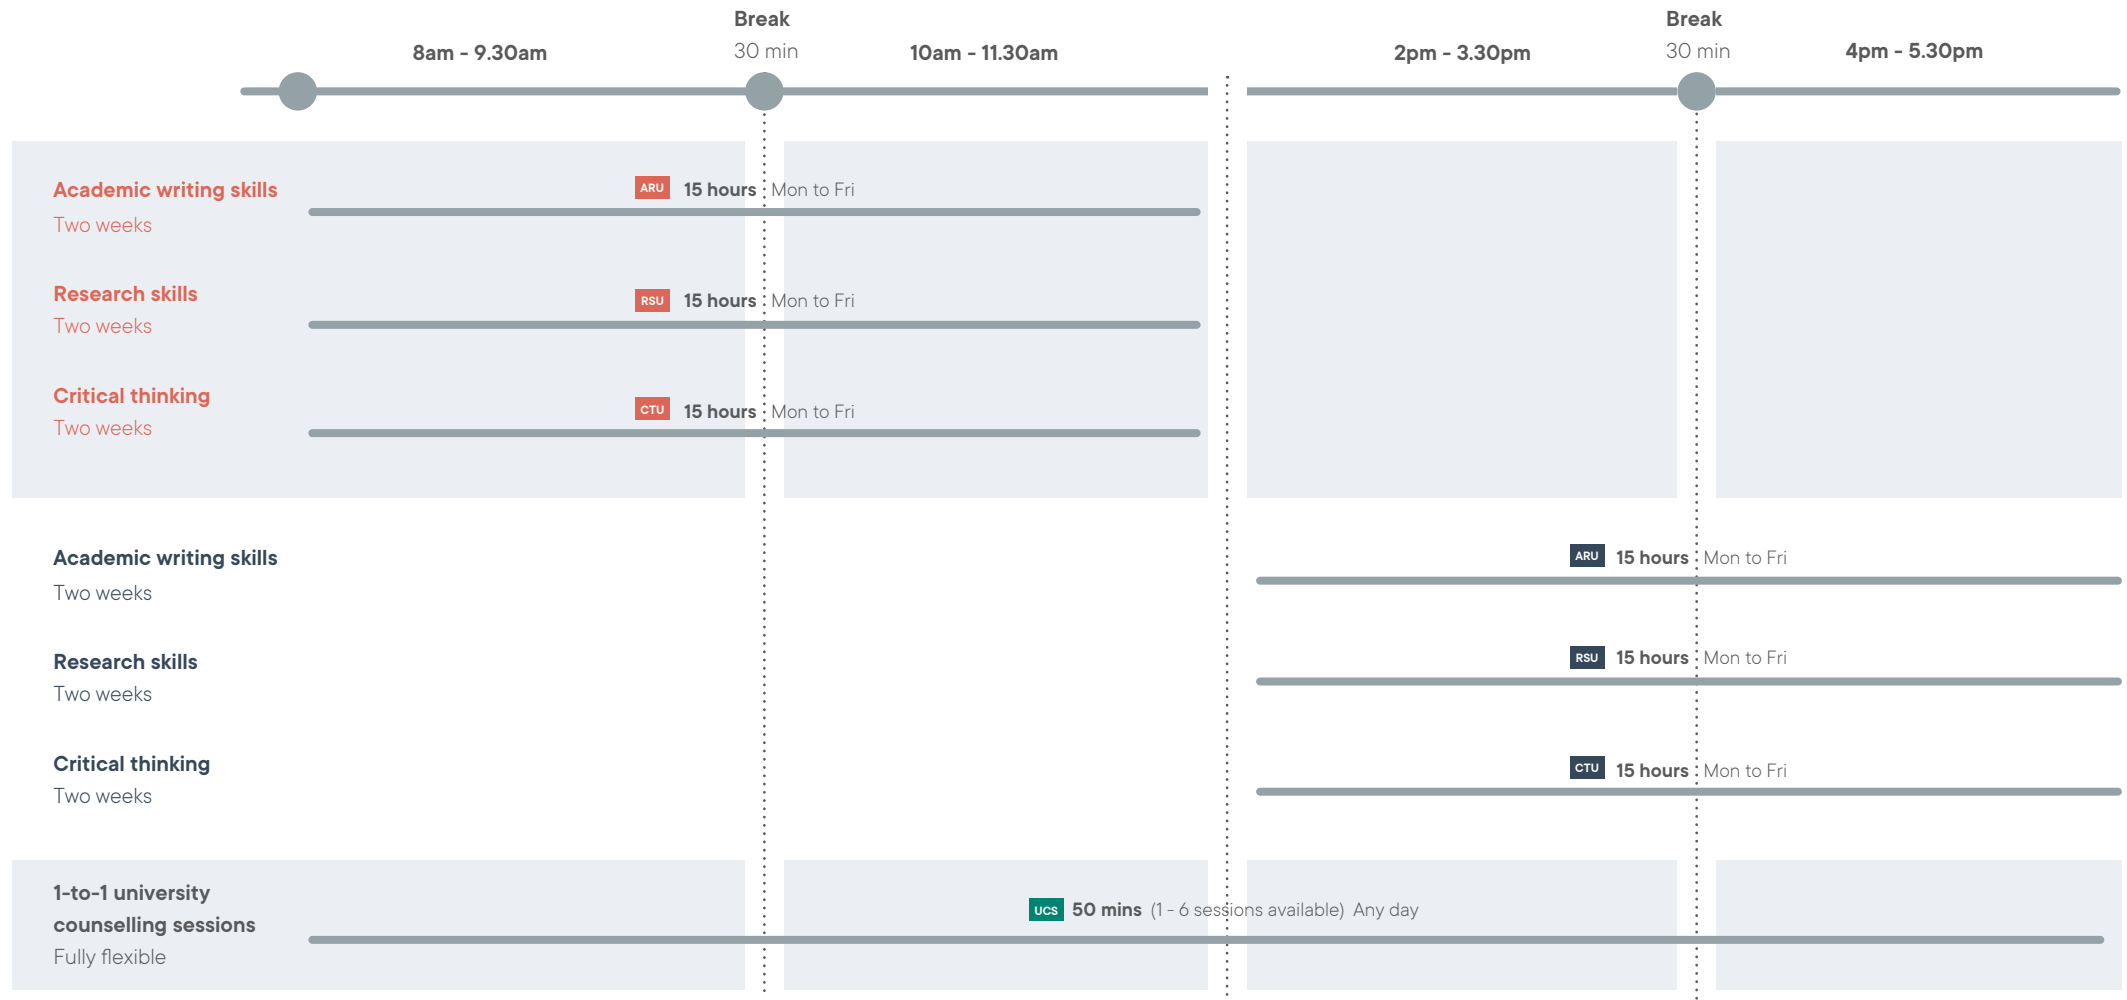 Break
Break
8am - 9.30am
30 min
10am - 11.30am
2pm - 3.30pm
30 min
4pm - 5.30pm
Academic writing skills
ARU 15 hours Mon to Fri
Two weeks
Research skills
RSU 15 hours Mon to Fri
Two weeks
Critical thinking
CTU 15 hours Mon to Fri
Two weeks
Academic writing skills
ARU 15 hours Mon to Fri
Two weeks
Research skills
RSU 15 hours Mon to Fri
Two weeks
Critical thinking
CTU 15 hours Mon to Fri
Two weeks
1-to-1 university
counselling sessions
UCS 50 mins (1 - 6 sessions available) Any day
Fully flexible